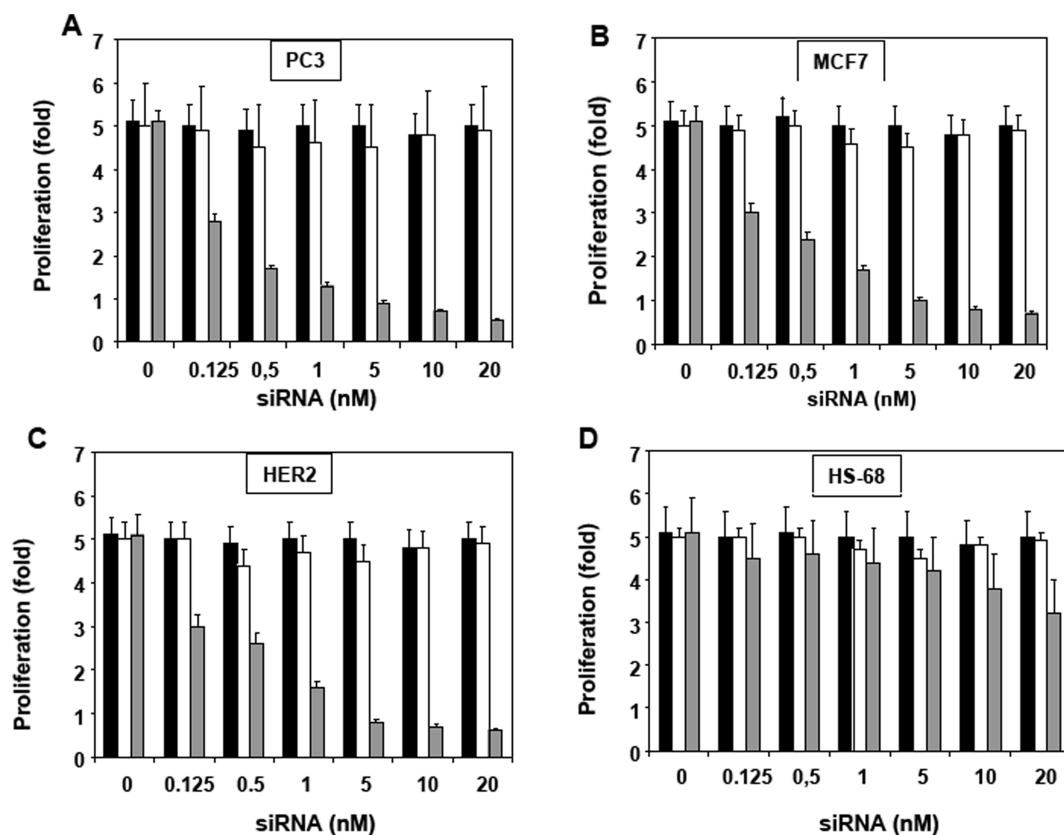 A
PC3
Proliferation (fold)
7
6
5
4
3
2
1
0
0 0.125 0,5 1 5 10 20
siRNA (nM)
B
MCF7
Proliferation (fold)
7
6
5
4
3
2
1
0
0 0.125 0,5 1 5 10 20
siRNA (nM)
C
HER2
Proliferation (fold)
7
6
5
4
3
2
1
0
0 0.125 0.5 1 5 10 20
siRNA (nM)
D
HS-68
Proliferation (fold)
7
6
5
4
3
2
1
0
0 0.125 0,5 1 5 10 20
siRNA (nM)